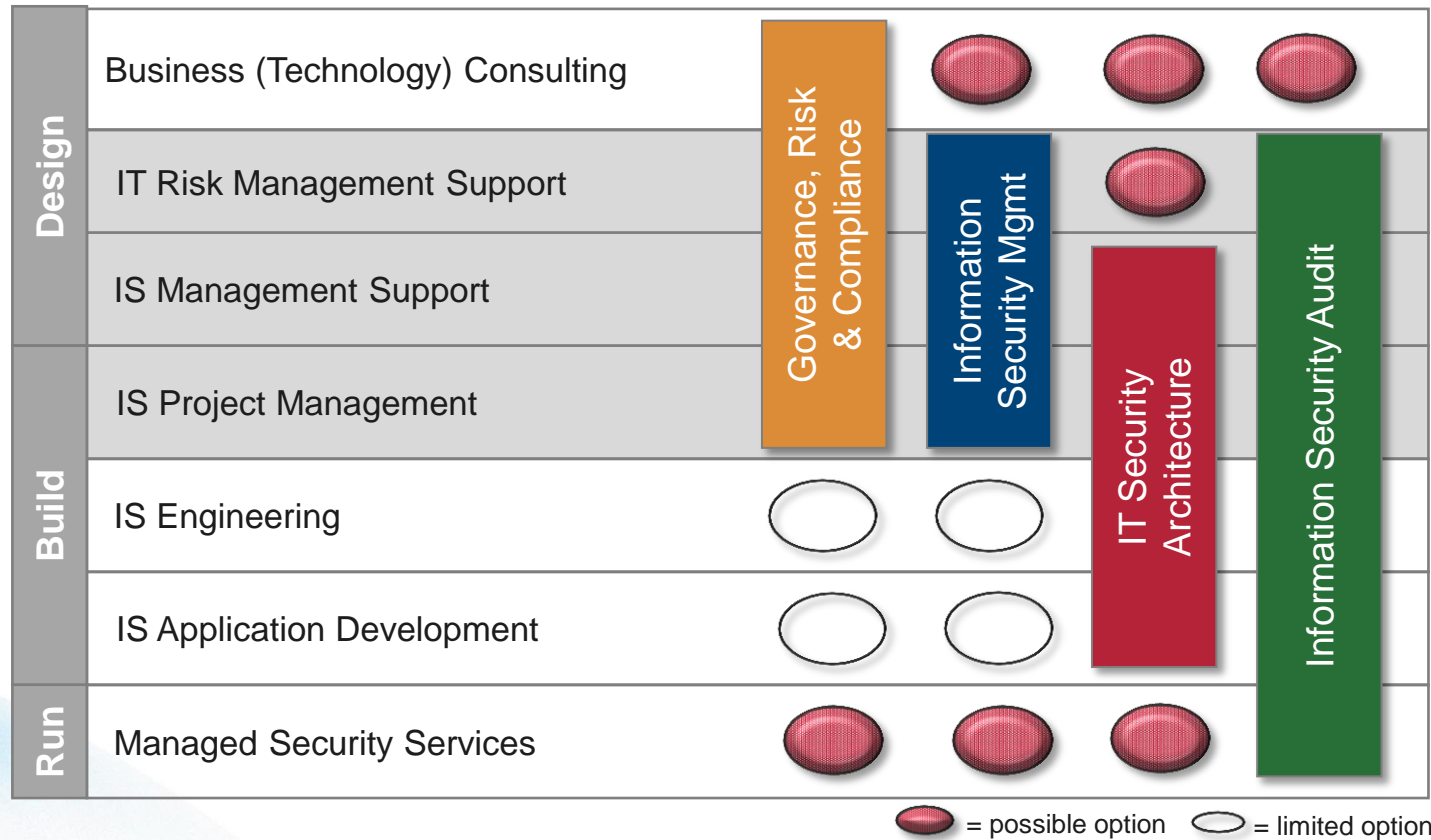 Design
Business (Technology) Consulting
IT Risk Management Support
IS Management Support
Build
IS Project Management
IS Engineering
IS Application Development
Run
Managed Security Services
Governance, Risk
& Compliance
Information
Security Mgmt
IT Security
Architecture
Information Security Audit
= possible option
= limited option